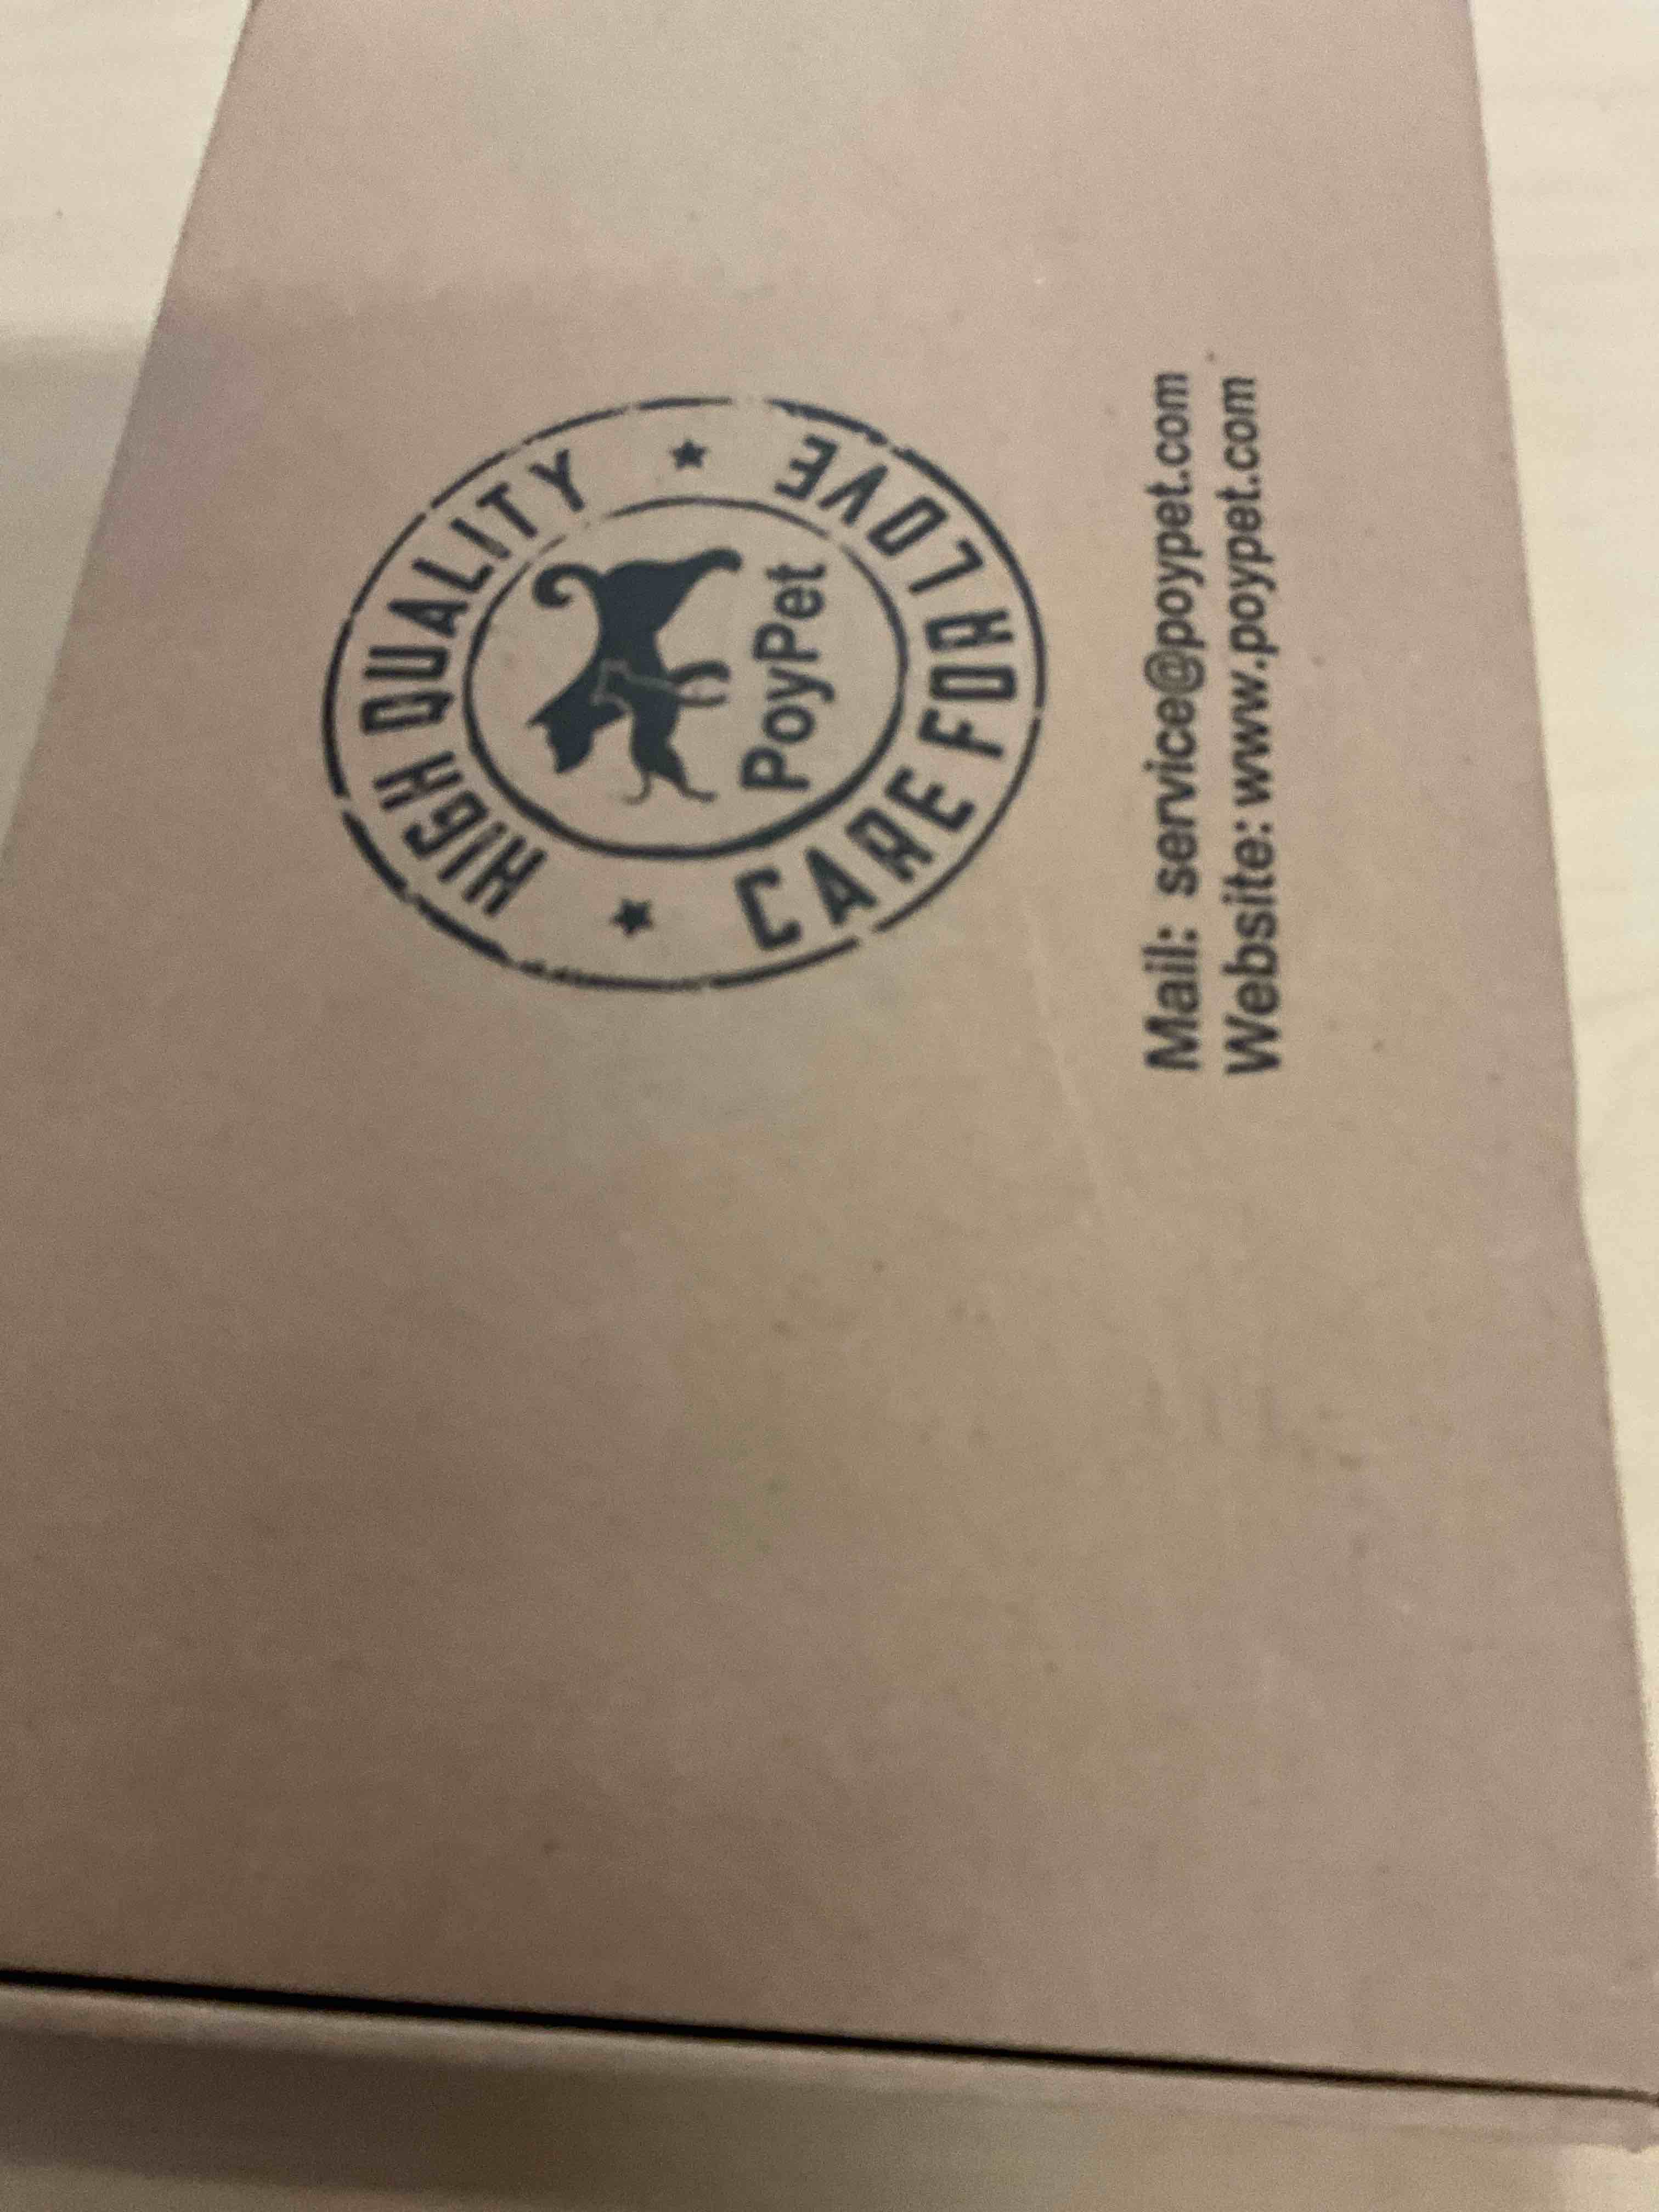 HIGH QUALITY
PoyPet
CARE FOR LOVE
Mail: service@poypet.com
Website: www.poypet.com